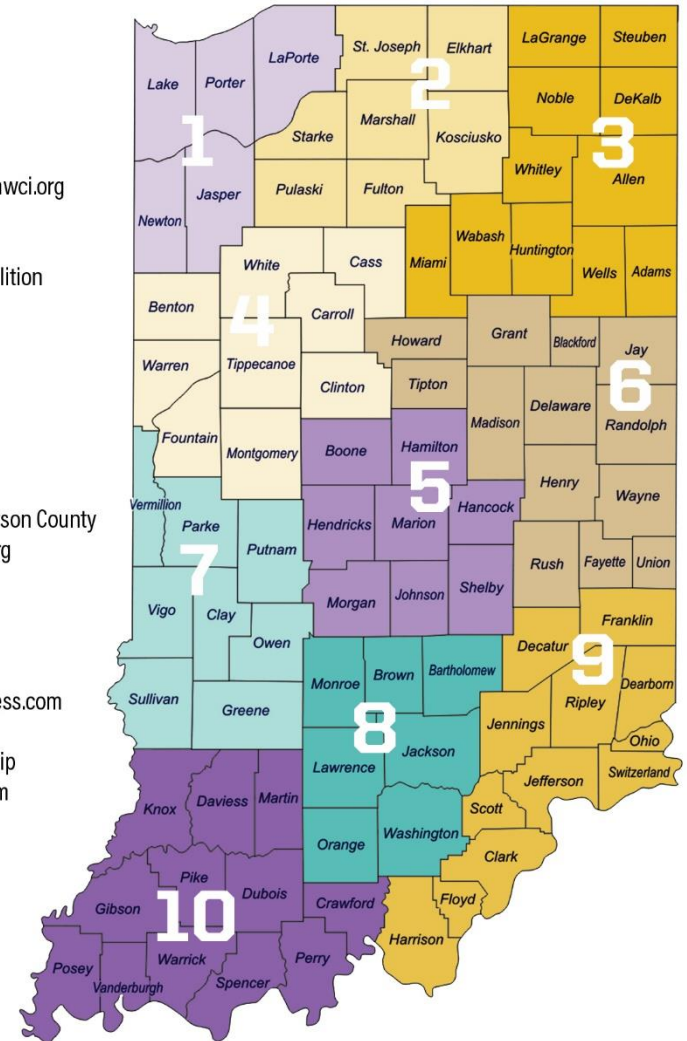 nwci.org
lition
son County
rg
ess.com
ip
m
LaPorte
St. Joseph
Elkhart
LaGrange
Steuben
Lake
Porter
2
Noble
DeKalb
1
Starke
Marshall
Kosciusko
3
Whitley
Allen
Newton
Jasper
Pulaski
Fulton
Miami
Wabash
Huntington
Wells
Adams
White
Cass
Benton
4
Carroll
Howard
Grant
Blackford
Jay
Warren
Tippecanoe
Clinton
Tipton
6
Madison
Delaware
Randolph
Fountain
Montgomery
Boone
Hamilton
5
Henry
Wayne
Vermillion
Parke
Putnam
Hendricks
Marion
Hancock
7
Rush
Fayette
Union
Vigo
Clay
Owen
Morgan
Johnson
Shelby
Franklin
Decatur
9
Sullivan
Greene
Monroe
Brown
Bartholomew
Ripley
Dearborn
8
Jennings
Ohio
Lawrence
Jackson
Jefferson
Switzerland
Knox
Daviess
Martin
Orange
Washington
Scott
Clark
Pike
Dubois
Crawford
Floyd
Gibson
10
Harrison
Posey
Vanderburgh
Warrick
Spencer
Perry